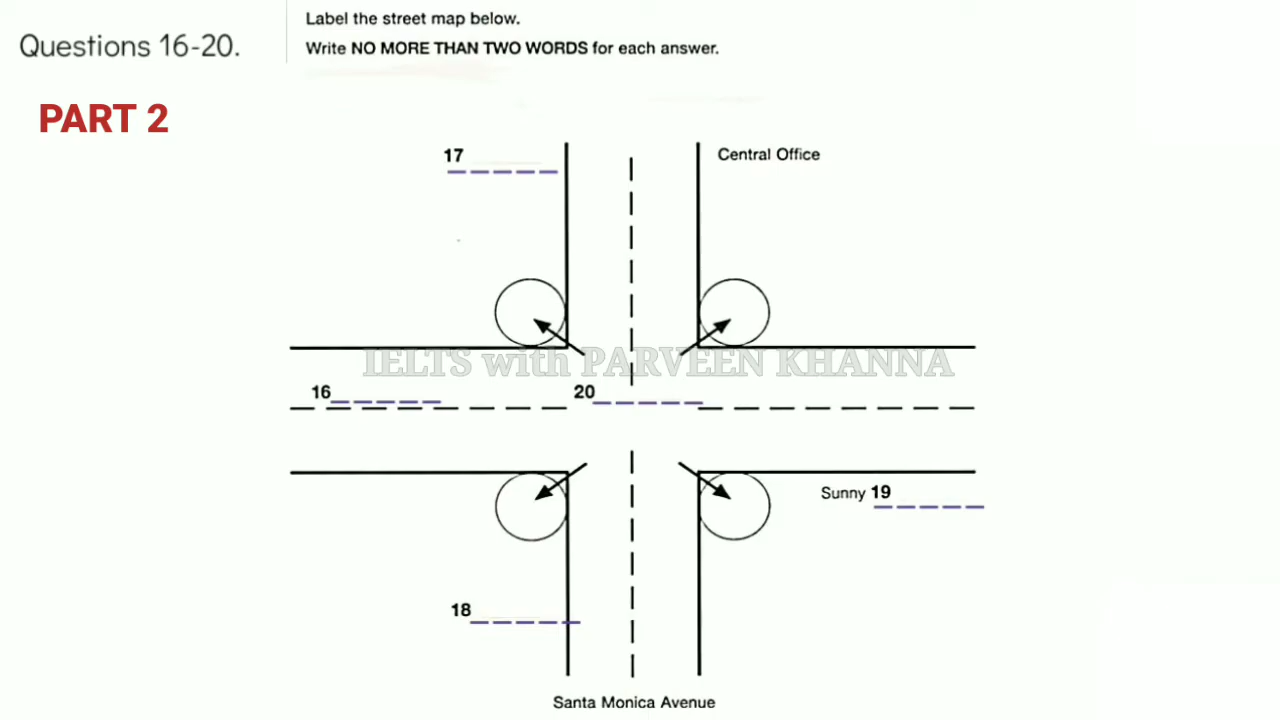 Questions 16-20.
Label the street map below.
Write NO MORE THAN TWO WORDS for each answer.
PART 2
17
Central Office
IELTS with PARVEEN KHANNA
16
20
Sunny 19
18
Santa Monica Avenue